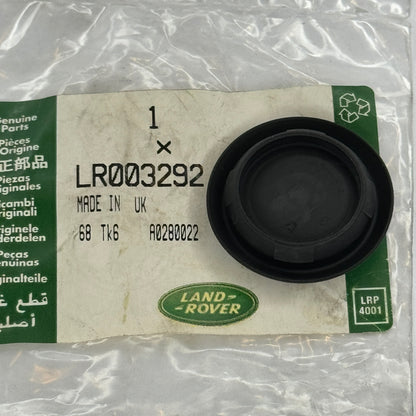 Genuine
Parts
Pièces
Origine
正部品
Piezas
Originales
Ricambi
Originali
Originele
Onderdelen
Peças
Genuínas
Originalteile
قطع
أصلية
1
×
LR003292
MADE IN UK
68 Tk6 A0280022
LAND-
-ROVER
LRP
4001